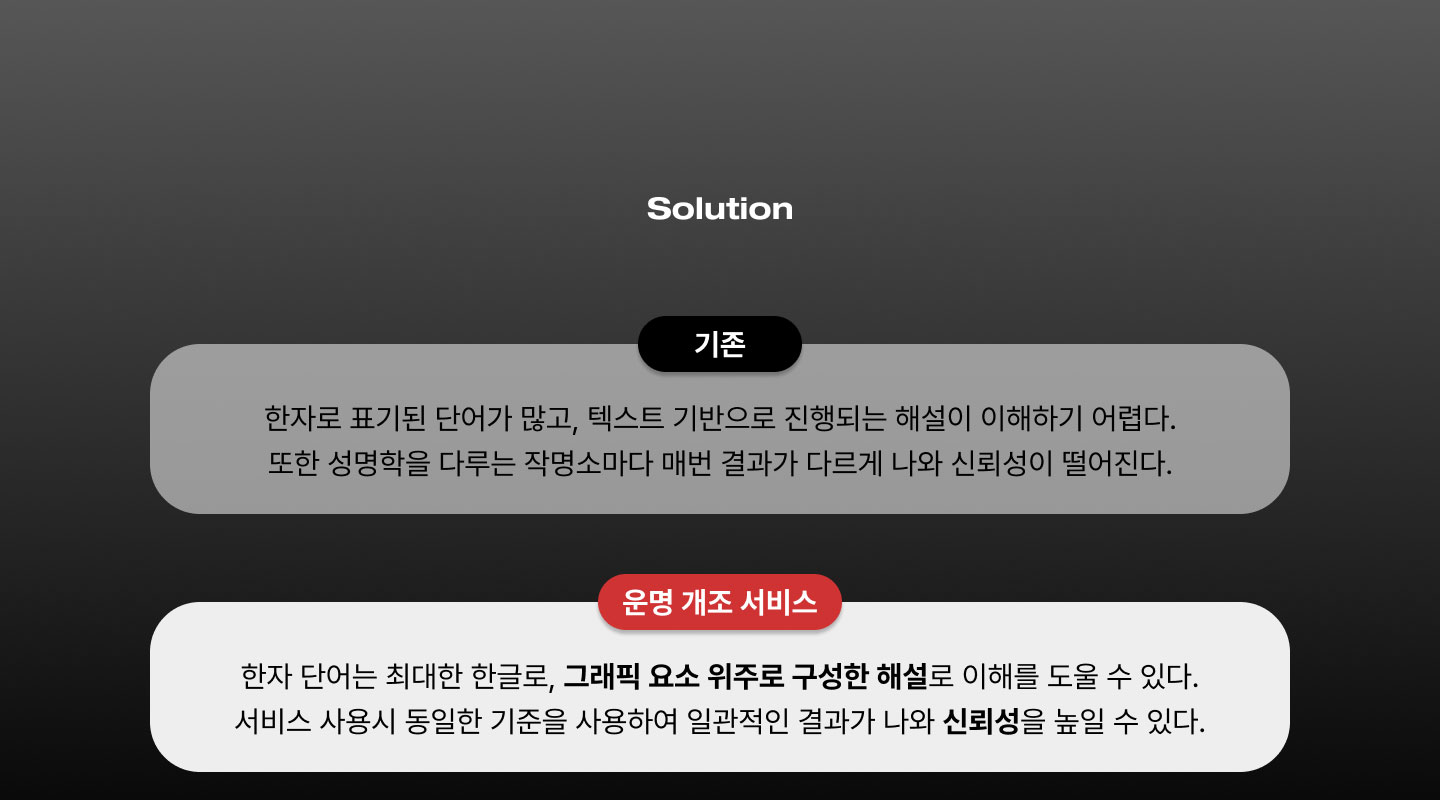 Solution
기존
한자로 표기된 단어가 많고, 텍스트 기반으로 진행되는 해설이 이해하기 어렵다.
또한 성명학을 다루는 작명소마다 매번 결과가 다르게 나와 신뢰성이 떨어진다.
운명 개조 서비스
한자 단어는 최대한 한글로, 그래픽 요소 위주로 구성한 해설로 이해를 도울 수 있다.
서비스 사용시 동일한 기준을 사용하여 일관적인 결과가 나와 신뢰성을 높일 수 있다.